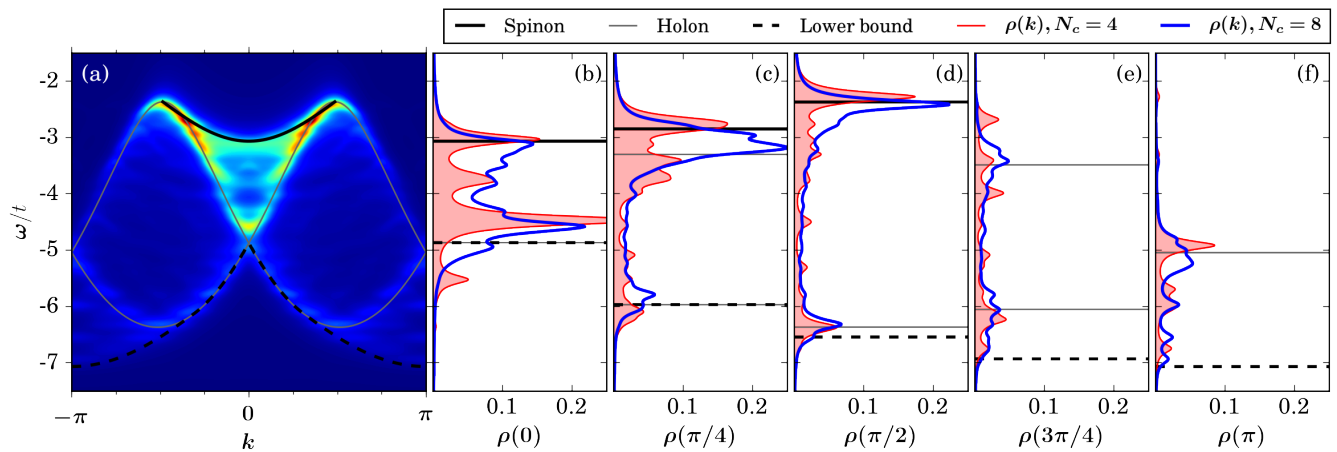 Spinon Holon Lower bound ρ(k), N_c = 4 ρ(k), N_c = 8
(a) (b) (c) (d) (e) (f)
-2
-3
-4
ω/t
-5
-6
-7
−π 0 π 0.1 0.2 0.1 0.2 0.1 0.2 0.1 0.2 0.1 0.2
k ρ(0) ρ(π/4) ρ(π/2) ρ(3π/4) ρ(π)